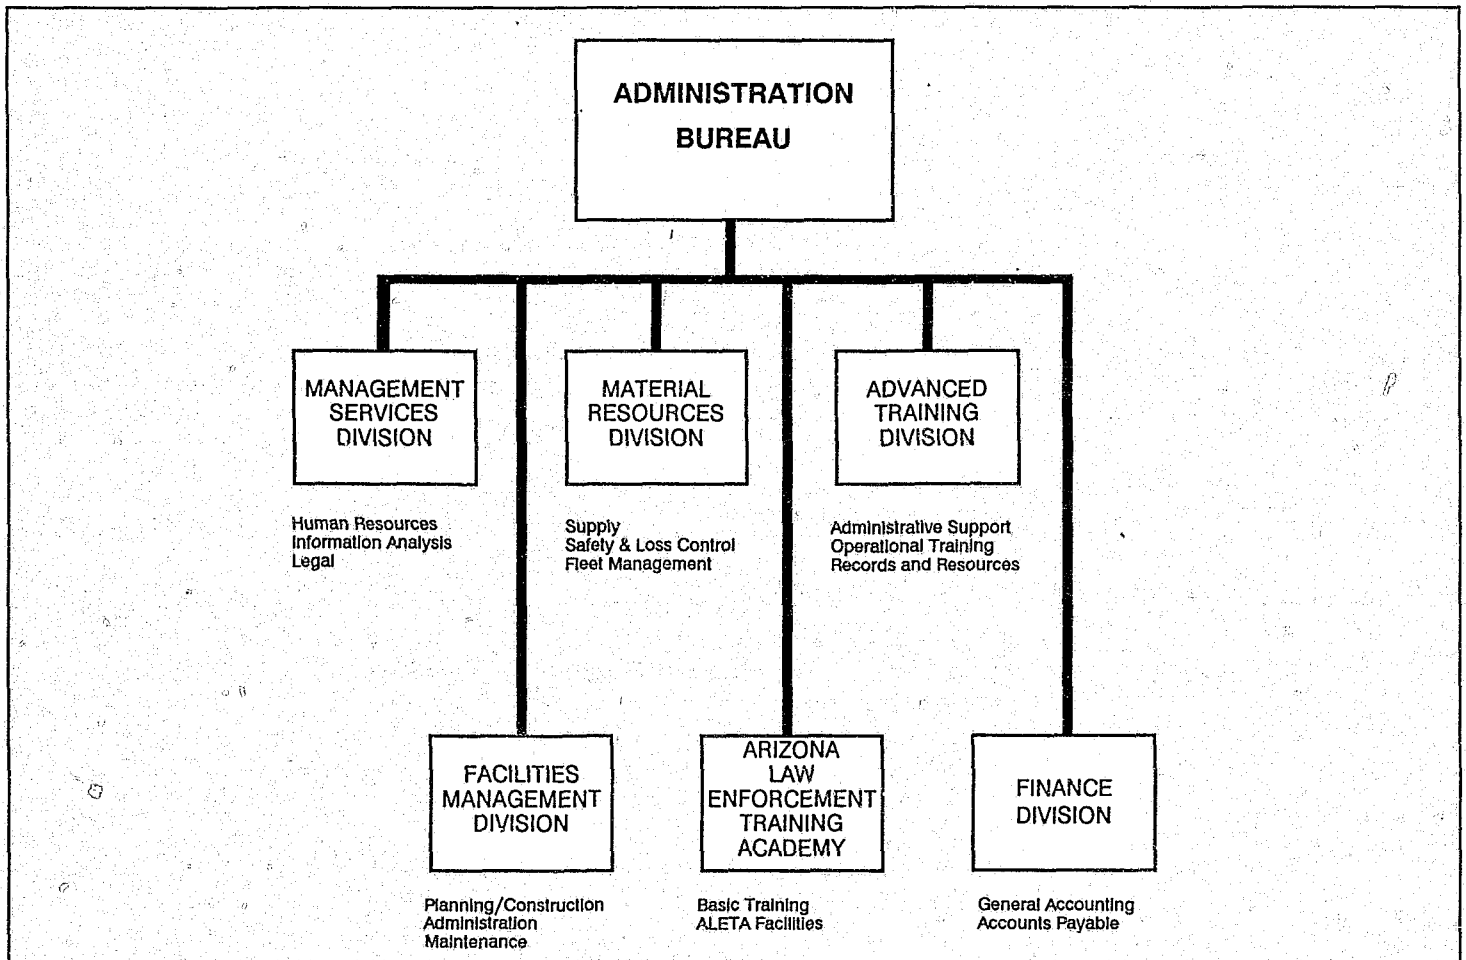 ADMINISTRATION
BUREAU
MANAGEMENT
SERVICES
DIVISION
Human Resources
Information Analysis
Legal
MATERIAL
RESOURCES
DIVISION
Supply
Safety & Loss Control
Fleet Management
ADVANCED
TRAINING
DIVISION
Administrative Support
Operational Training
Records and Resources
FACILITIES
MANAGEMENT
DIVISION
Planning/Construction
Administration
Maintenance
ARIZONA
LAW
ENFORCEMENT
TRAINING
ACADEMY
Basic Training
ALETA Facilities
FINANCE
DIVISION
General Accounting
Accounts Payable